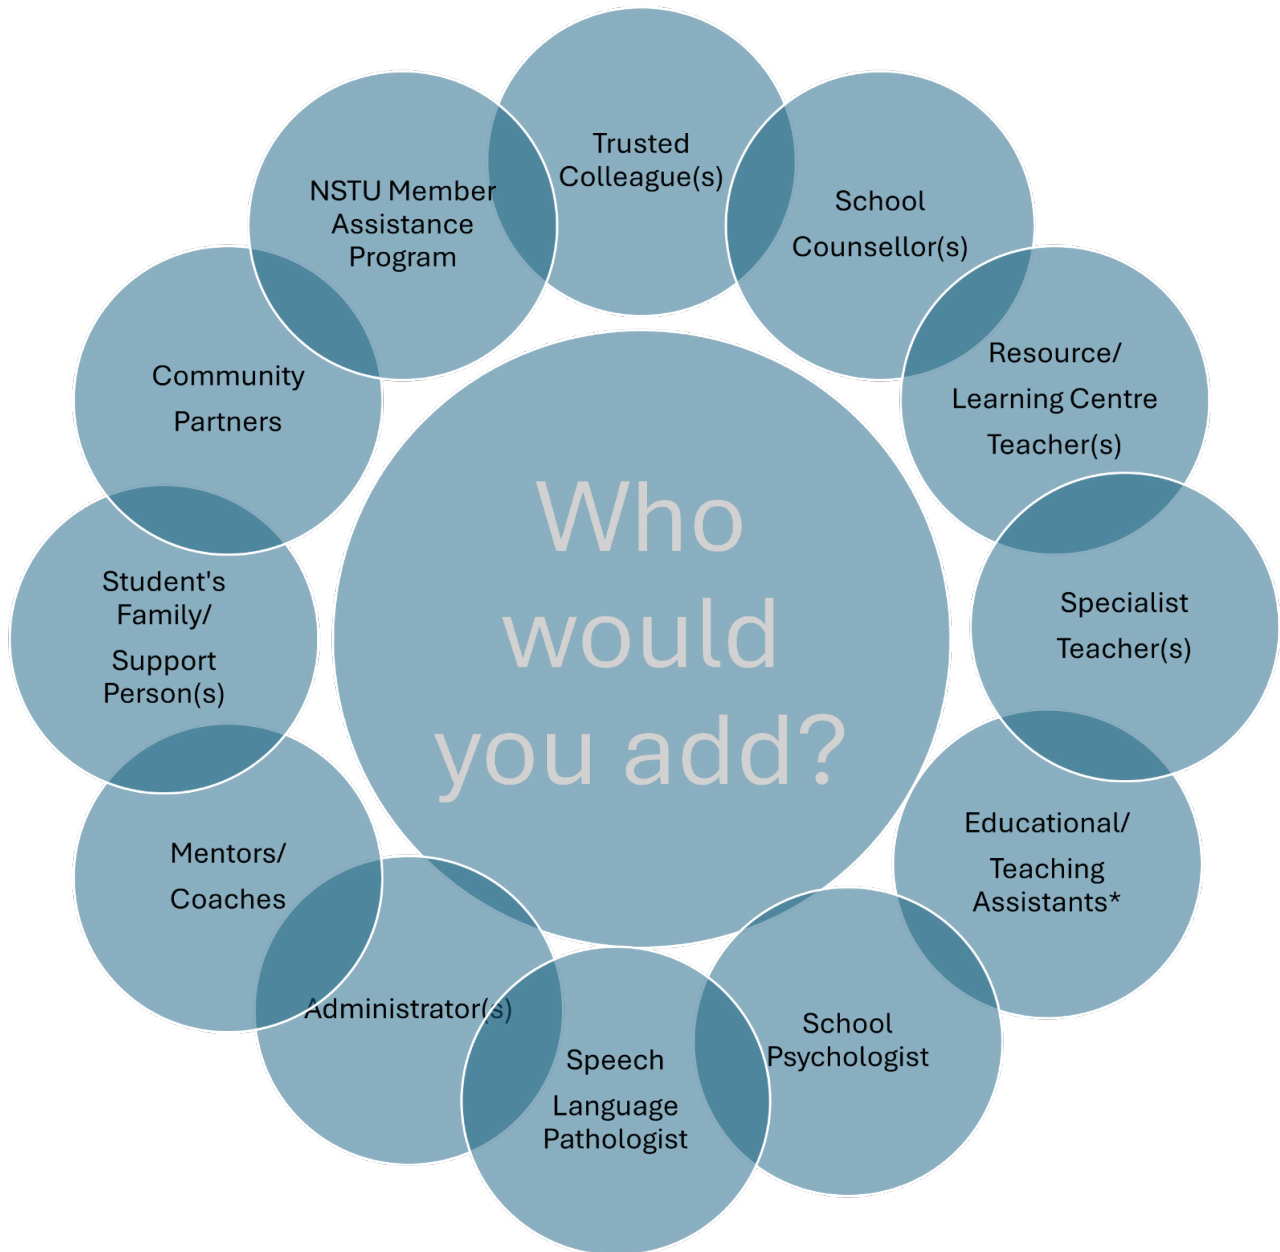 Trusted
Colleague(s)
School
Counsellor(s)
Resource/
Learning Centre
Teacher(s)
Specialist
Teacher(s)
Educational/
Teaching
Assistants*
School
Psychologist
Speech
Language
Pathologist
Administrator(s)
Mentors/
Coaches
Student's
Family/
Support
Person(s)
Community
Partners
NSTU Member
Assistance
Program
Who
would
you add?